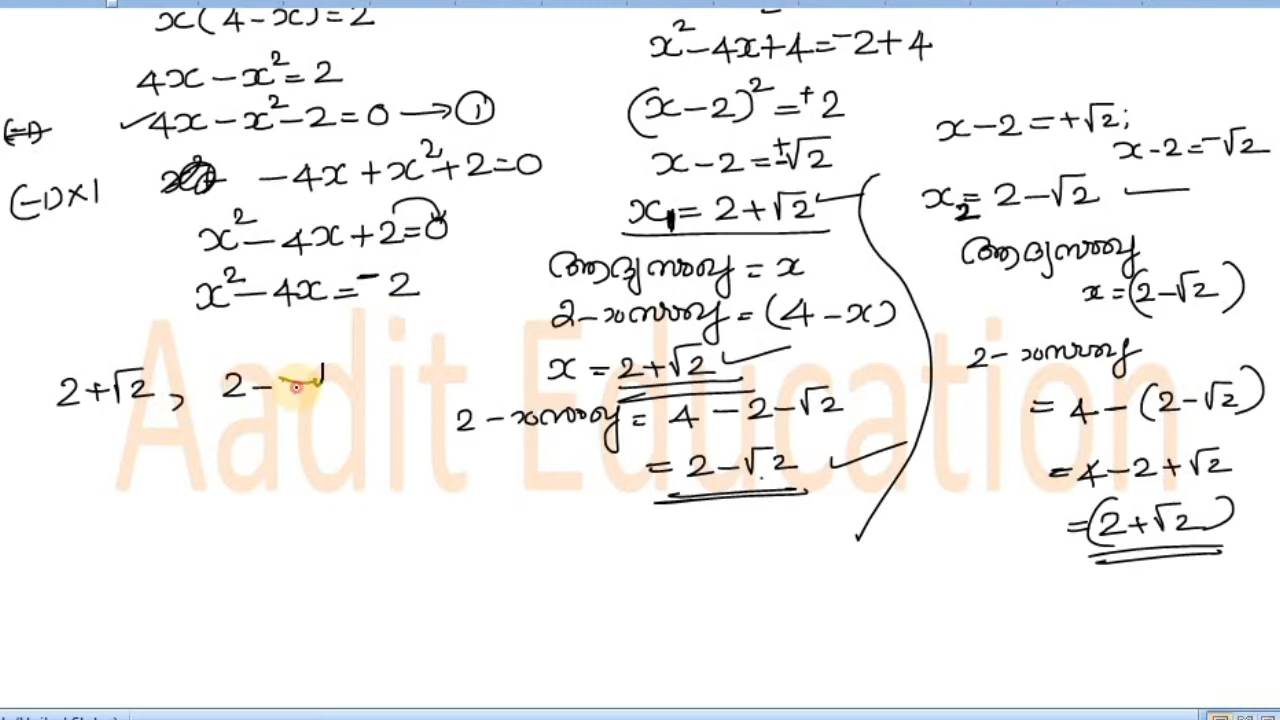 x(4-x)=2
4x-x²=2
4x-x²-2=0 → ①
-4x+x²+2=0
(-1)×1
x²-4x+2=0
x²-4x=-2
2+√2, 2-
x²-4x+4=-2+4
(x-2)²=+2
x-2=±√2
x₁=2+√2
ആദ്യസംഖ്യ = x
2-ാംസംഖ്യ = (4-x)
x = 2+√2
2-ാംസംഖ്യ = 4-2-√2
= 2-√2
x-2=+√2;
x-2=-√2
x₂=2-√2
ആദ്യസംഖ്യ
x=(2-√2)
2-ാംസംഖ്യ
= 4-(2-√2)
=4-2+√2
=(2+√2)
Aadit Education